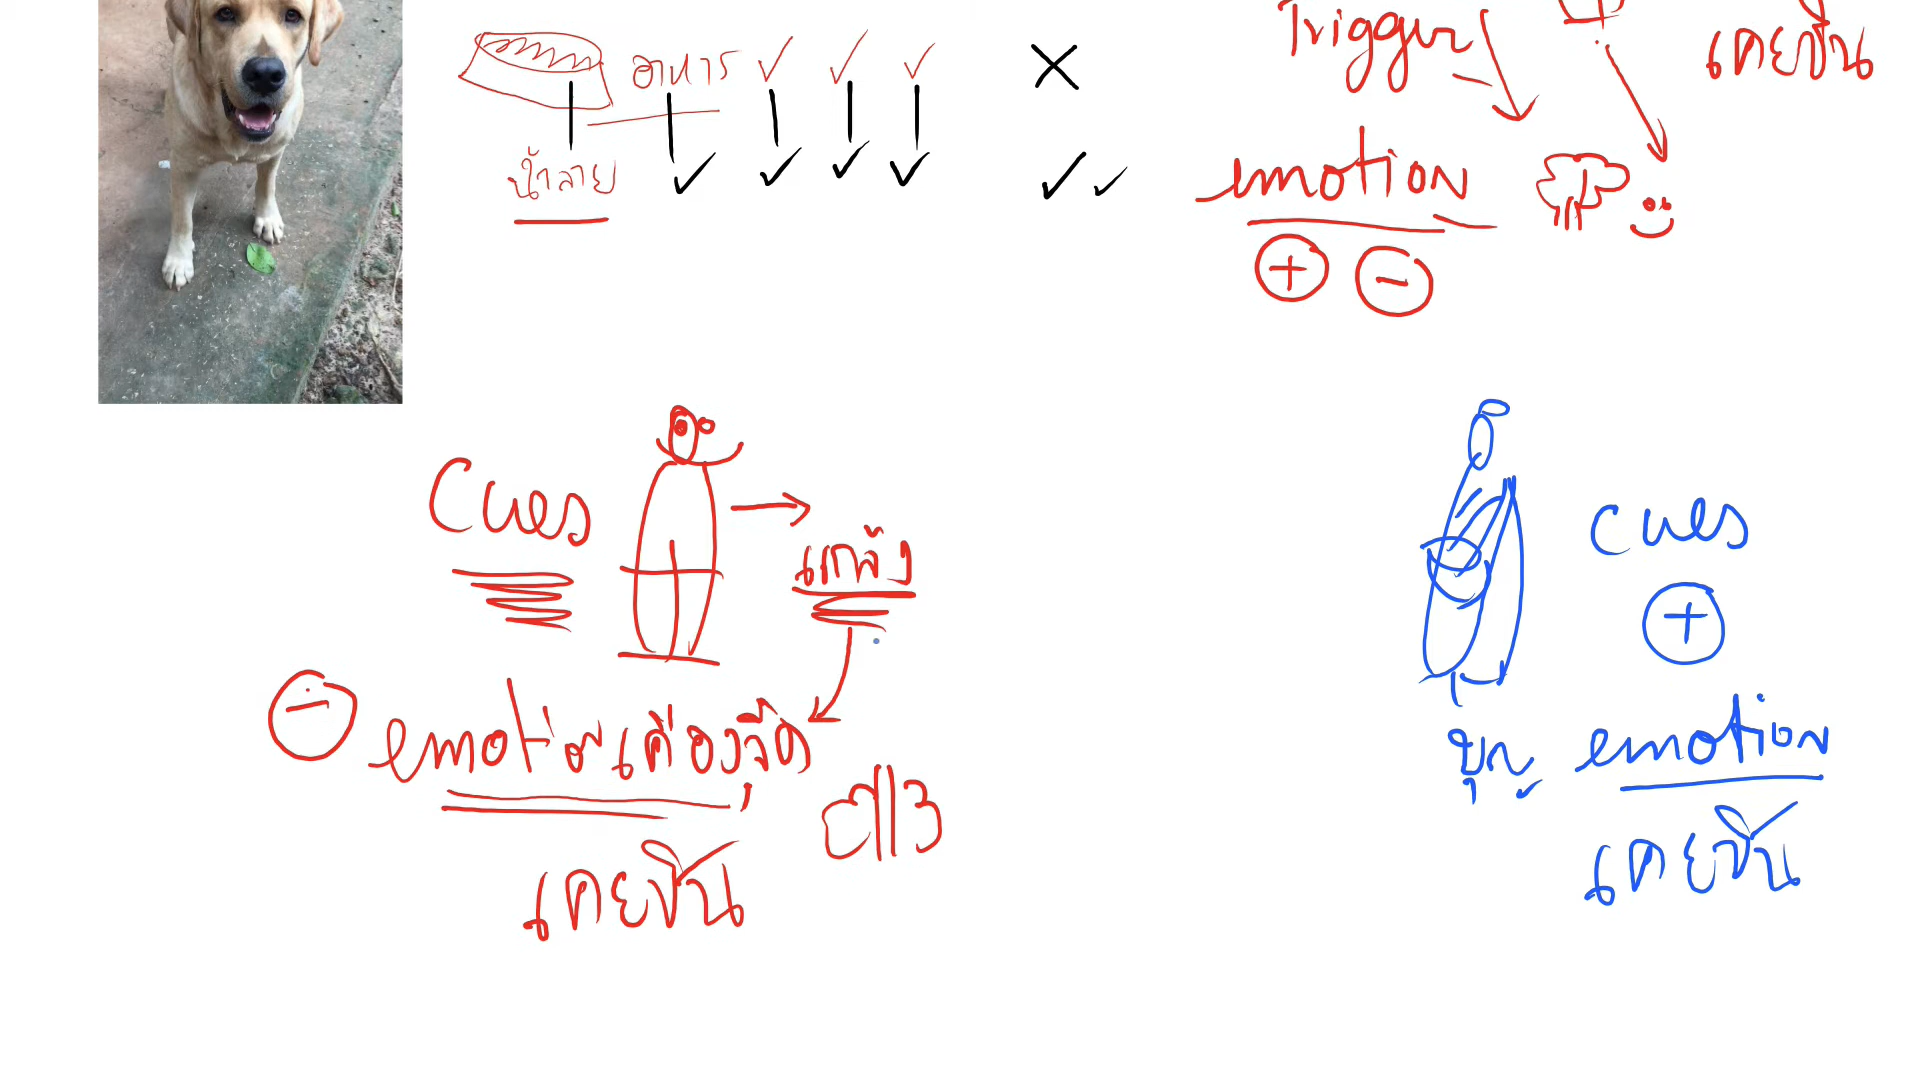 Trigger
เคยชิน
อาหาร ✓ ✓ ✓ ×
น้ำลาย ✓ ✓ ✓ ✓ ✓ ✓
emotion
+ -
cues
แกล้ง
- emotion เคืองจัด
เคยชิน
cues
+
emotion
เคยชิน